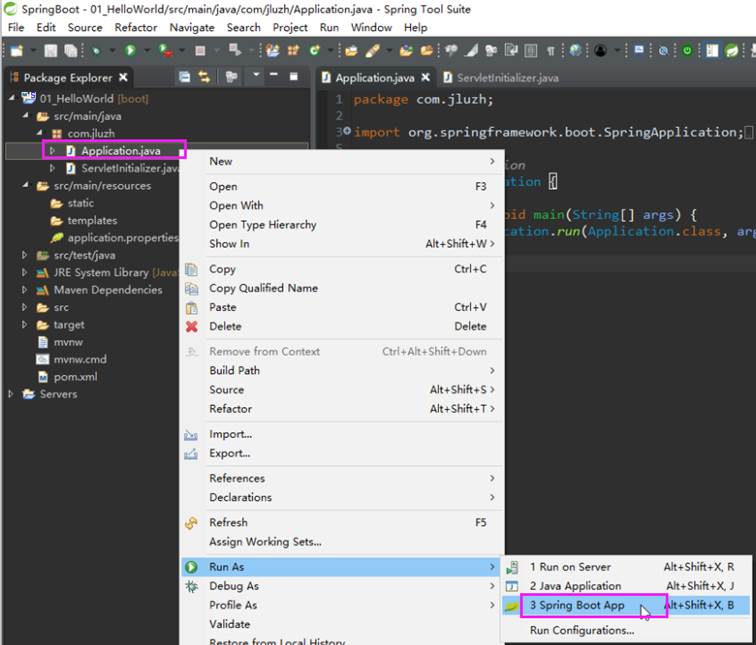 SpringBoot - 01_HelloWorld/src/main/java/com/jluzh/Application.java - Spring Tool Suite
File Edit Source Refactor Navigate Search Project Run Window Help
Package Explorer
Application.java
ServletInitializer.java
01_HelloWorld [boot]
src/main/java
com.jluzh
Application.java
ServletInitializer.java
src/main/resources
static
templates
application.properties
src/test/java
JRE System Library [Java
Maven Dependencies
src
target
mvnw
mvnw.cmd
pom.xml
Servers
1 package com.jluzh;
2
3 import org.springframework.boot.SpringApplication;
5
{
void main(String[] args) {
cation.run(Application.class, arg
New
Open F3
Open With
Open Type Hierarchy F4
Show In Alt+Shift+W
Copy Ctrl+C
Copy Qualified Name
Paste Ctrl+V
Delete Delete
Remove from Context Ctrl+Alt+Shift+Down
Build Path
Source Alt+Shift+S
Refactor Alt+Shift+T
Import...
Export...
References
Declarations
Refresh F5
Assign Working Sets...
Run As
Debug As
Profile As
Validate
Restore from Local History...
1 Run on Server Alt+Shift+X, R
2 Java Application Alt+Shift+X, J
3 Spring Boot App Alt+Shift+X, B
Run Configurations...